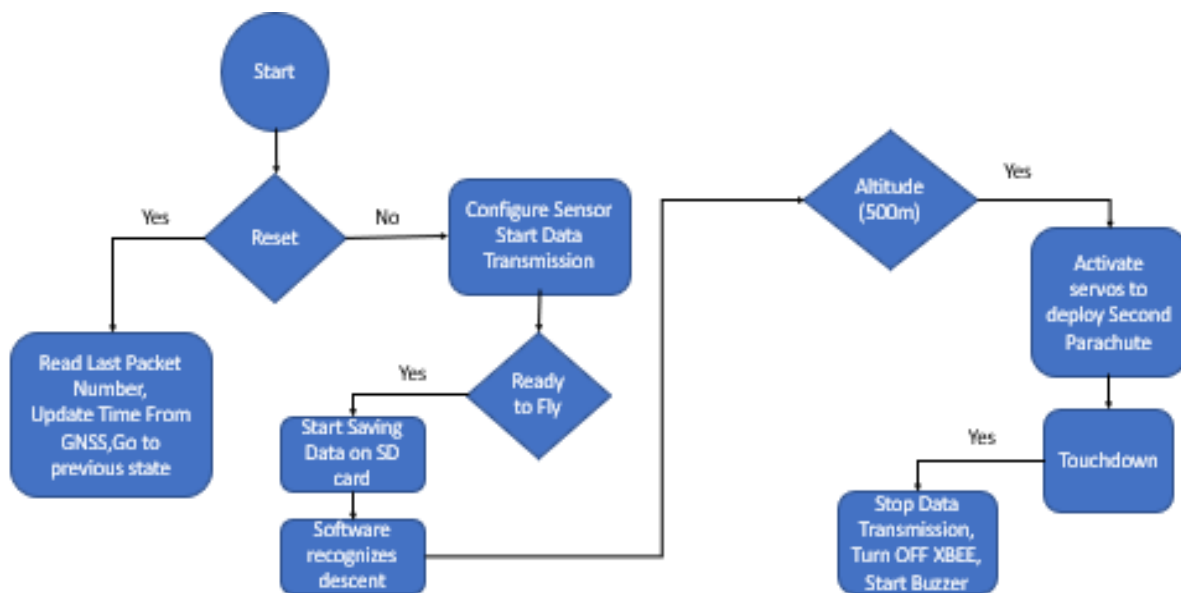 Start
Reset
Yes
No
Read Last Packet
Number,
Update Time From
GNSS,Go to
previous state
Configure Sensor
Start Data
Transmission
Ready
to Fly
Yes
Start Saving
Data on SD
card
Software
recognizes
descent
Altitude
(500m)
Yes
Activate
servos to
deploy Second
Parachute
Touchdown
Yes
Stop Data
Transmission,
Turn OFF XBEE,
Start Buzzer